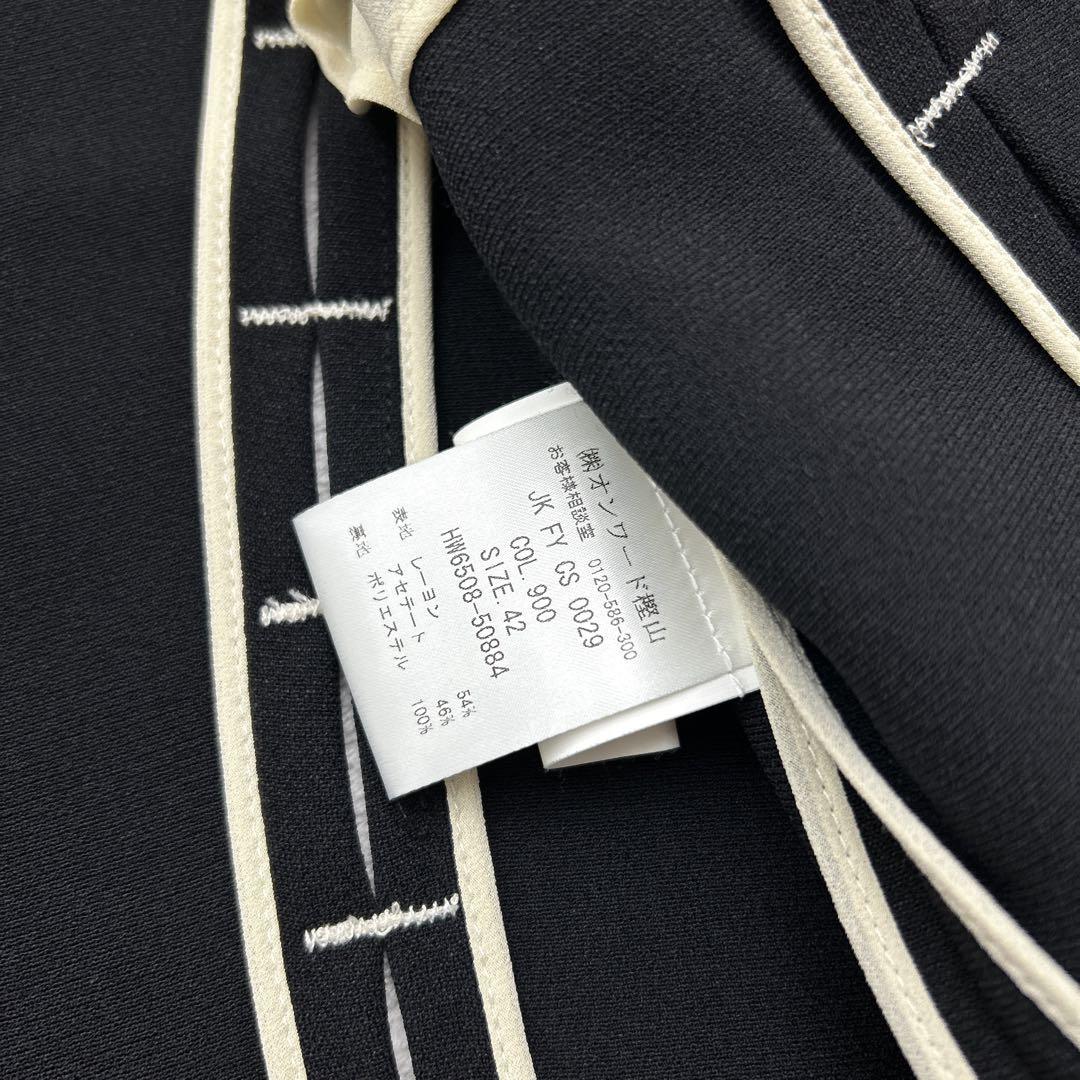 (株)オンワード樫山
お客様相談室 0120-586-300
JK FY CS 0029
COL. 900
SIZE. 42
HW6508-50884
表地 レーヨン 54%
アセテート 46%
裏地 ポリエステル 100%